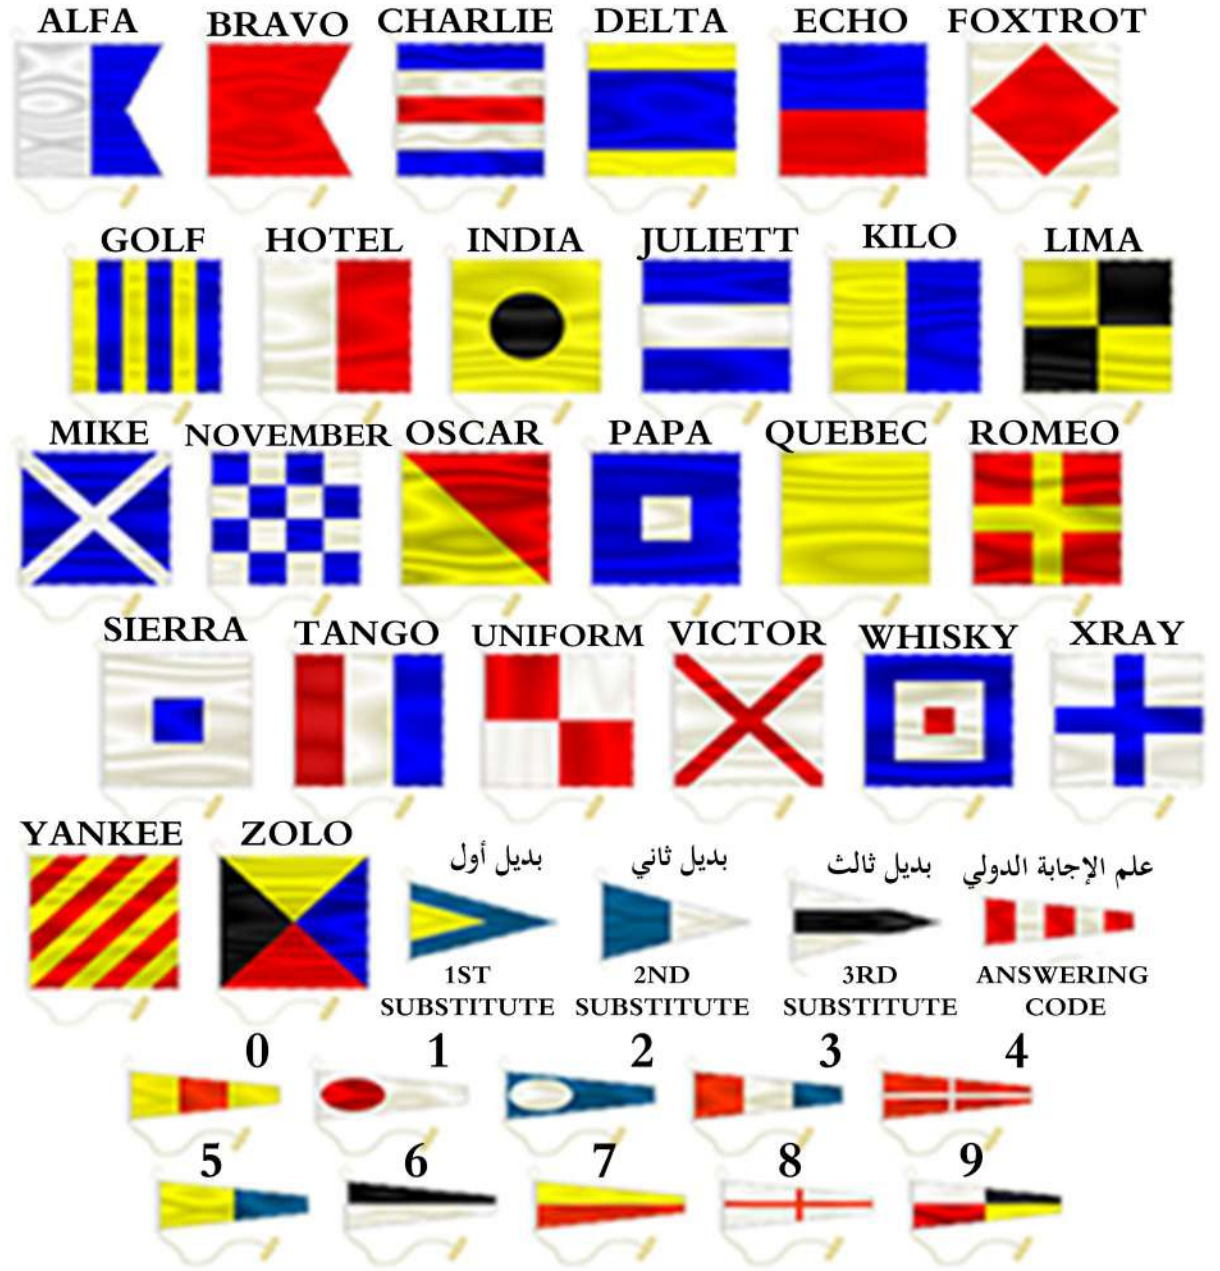 ALFA BRAVO CHARLIE DELTA ECHO FOXTROT
GOLF HOTEL INDIA JULIETT KILO LIMA
MIKE NOVEMBER OSCAR PAPA QUEBEC ROMEO
SIERRA TANGO UNIFORM VICTOR WHISKY XRAY
YANKEE ZOLO
بديل أول
بديل ثاني
بديل ثالث
علم الإجابة الدولي
1ST
SUBSTITUTE
2ND
SUBSTITUTE
3RD
SUBSTITUTE
ANSWERING
CODE
0 1 2 3 4
5 6 7 8 9